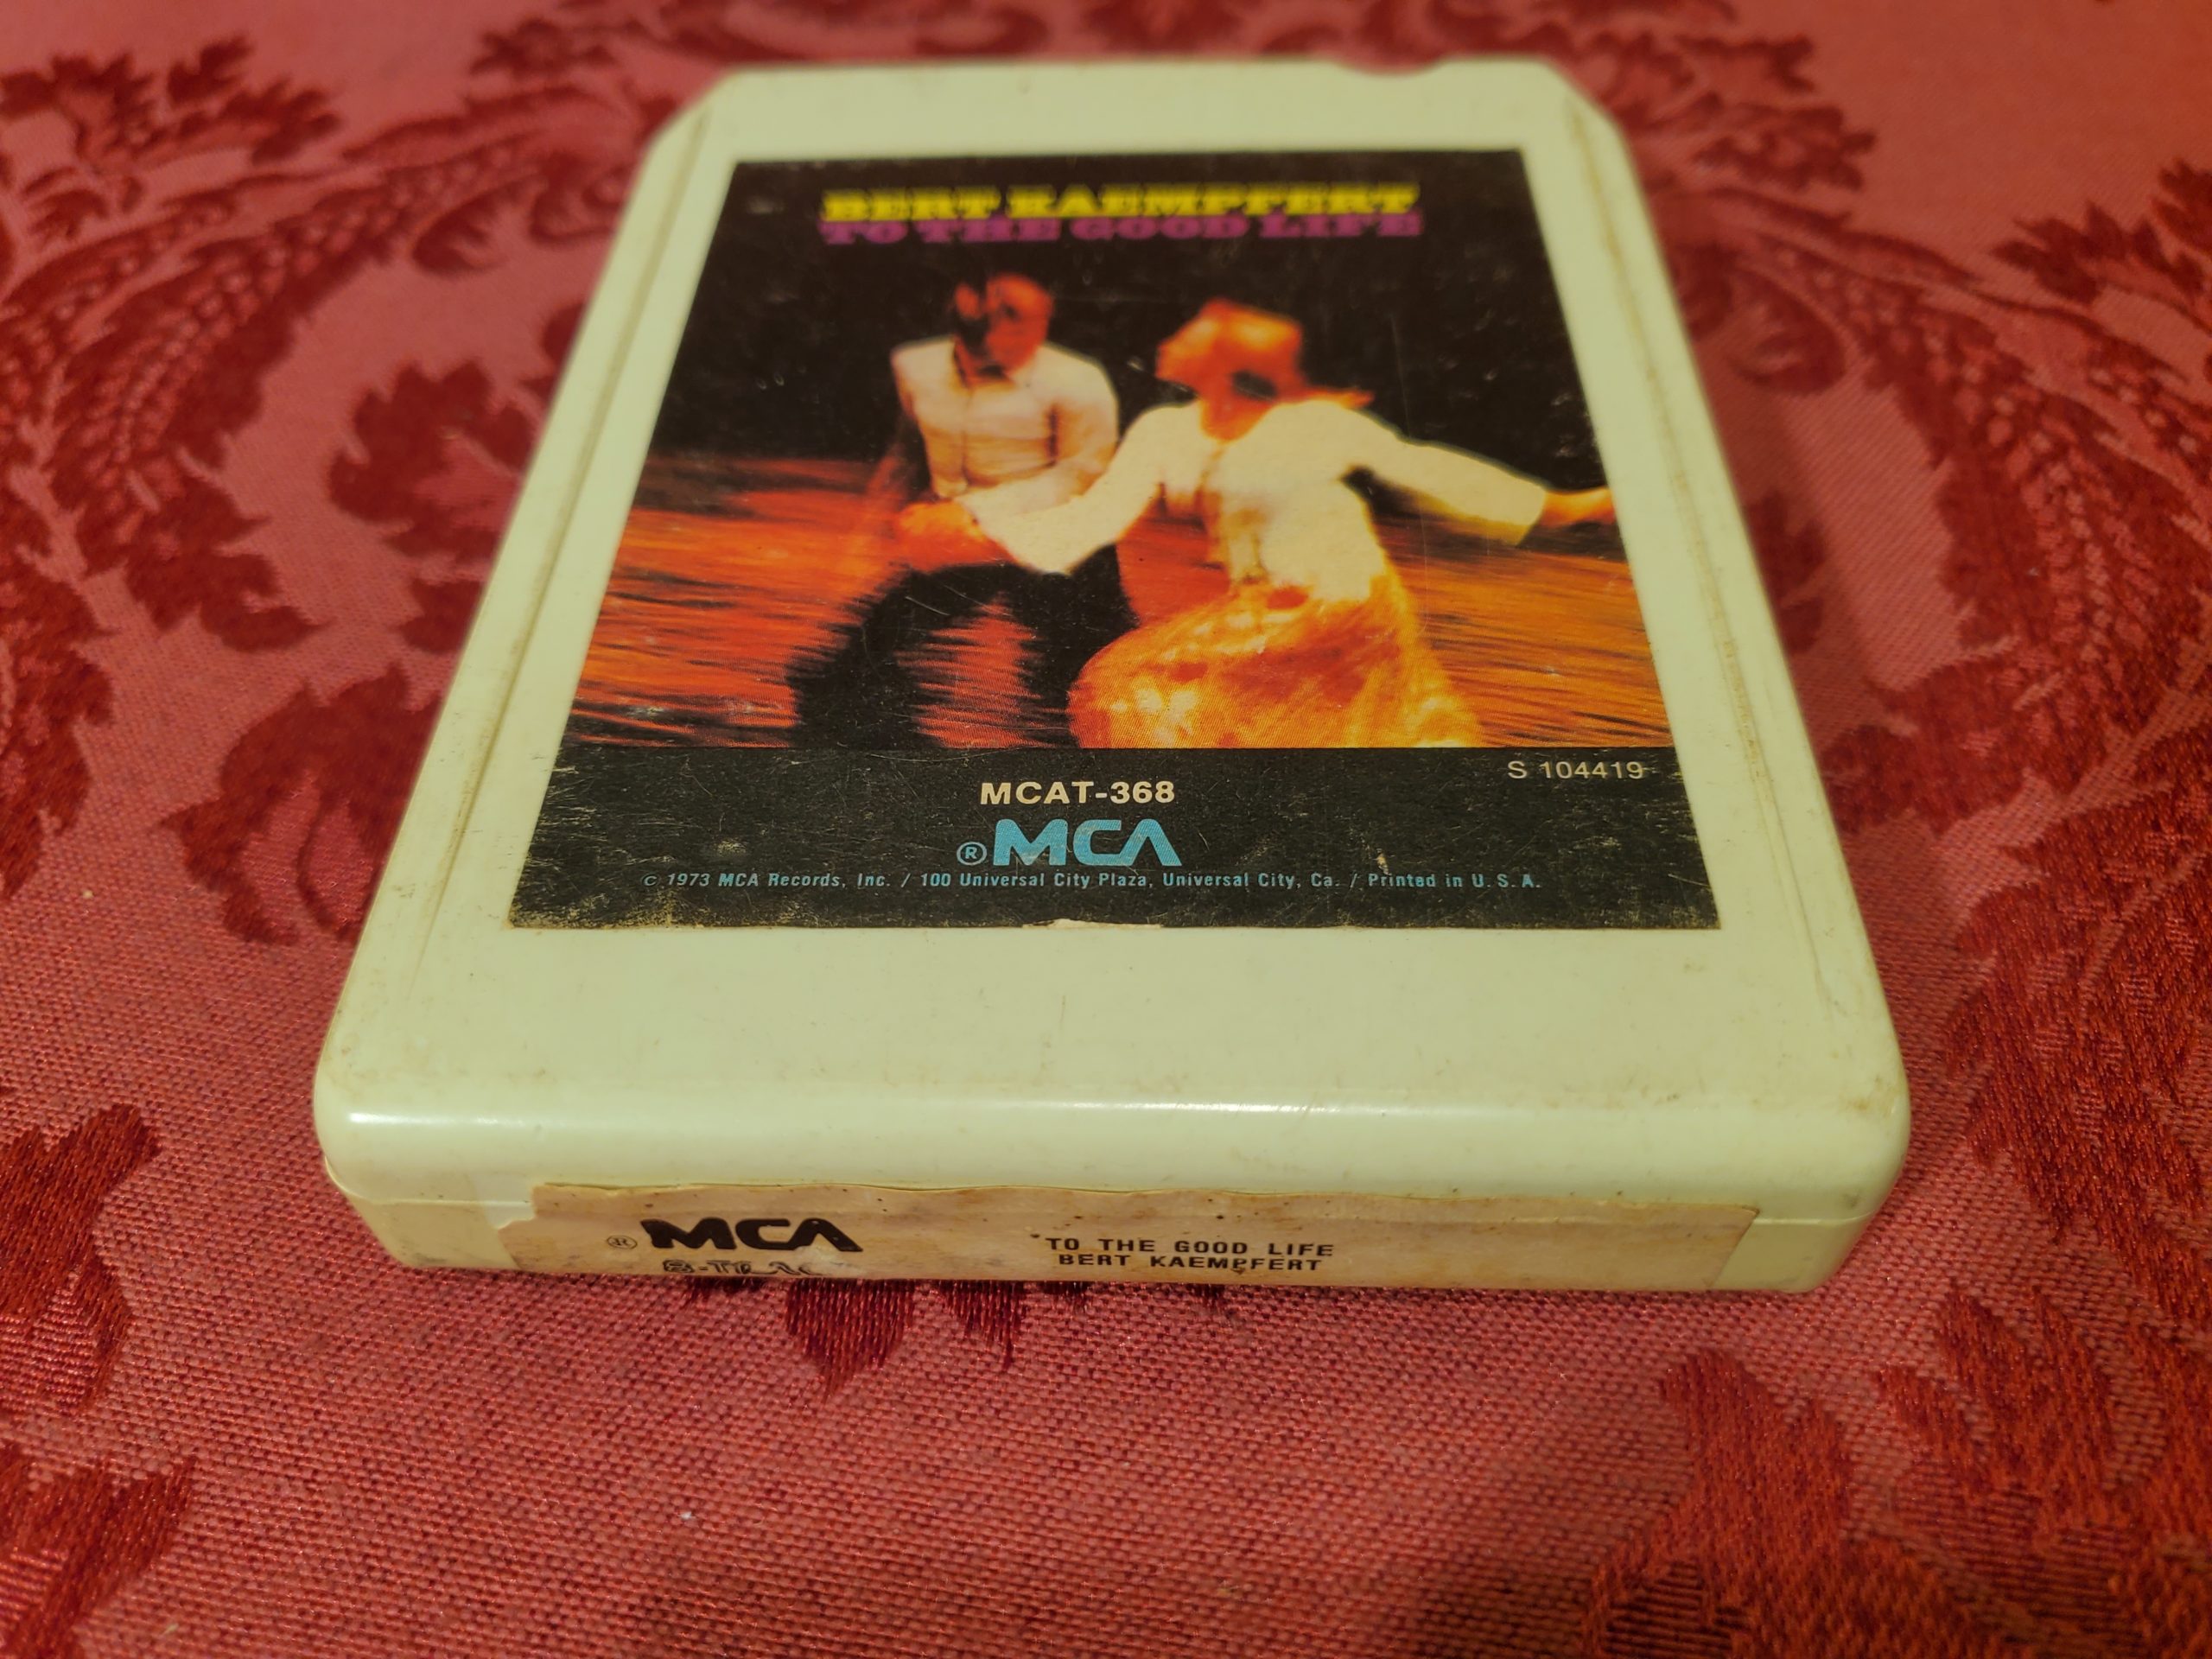 BERT KAEMPFERT
TO THE GOOD LIFE
S 104419
MCAT-368
®MCA
© 1973 MCA Records, Inc. / 100 Universal City Plaza, Universal City, Ca. / Printed in U.S.A.
® MCA
TO THE GOOD LIFE
BERT KAEMPFERT